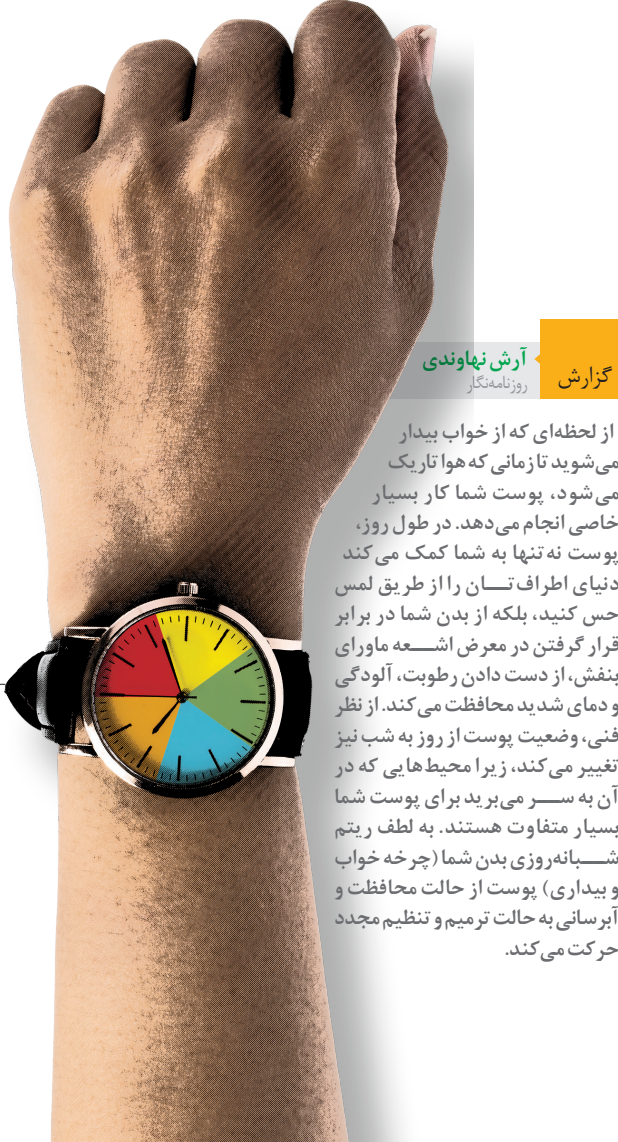 گزارش
آرش نهاوندی
روزنامه‌نگار
از لحظه‌ای که از خواب بیدار
می‌شوید تا زمانی که هوا تاریک
می‌شود، پوست شما کار بسیار
خاصی انجام می‌دهد. در طول روز،
پوست نه تنها به شما کمک می‌کند
دنیای اطراف‌تـــان را از طریق لمس
حس کنید، بلکه از بدن شما در برابر
قرار گرفتن در معرض اشـــعه ماورای
بنفش، از دست دادن رطوبت، آلودگی
و دمای شدید محافظت می‌کند. از نظر
فنی، وضعیت پوست از روز به شب نیز
تغییر می‌کند، زیرا محیط‌هایی که در
آن به ســـر می‌برید برای پوست شما
بسیار متفاوت هستند. به لطف ریتم
شـــبانه‌روزی بدن شما (چرخه خواب
و بیداری) پوست از حالت محافظت و
آبرسانی به حالت ترمیم و تنظیم مجدد
حرکت می‌کند.